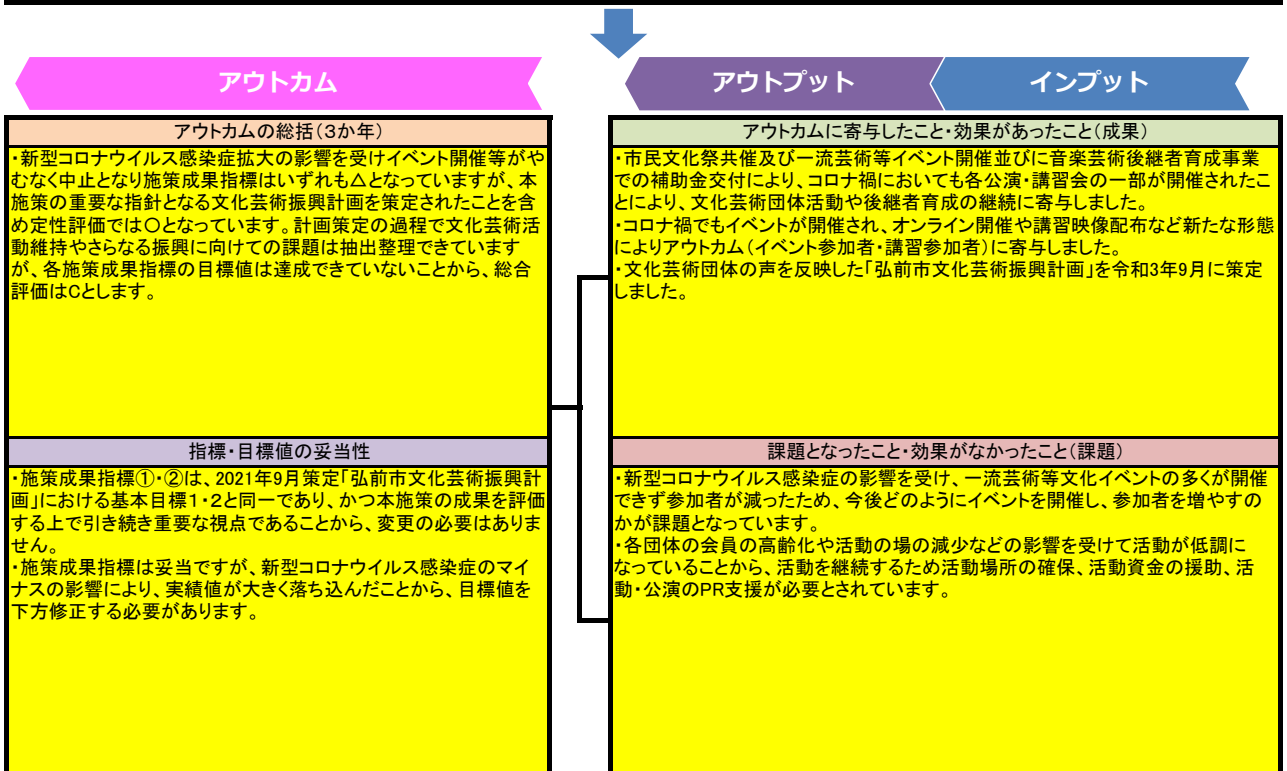 アウトカム
アウトプット
インプット
アウトカムの総括(3か年)
・新型コロナウイルス感染症拡大の影響を受けイベント開催等がや
むなく中止となり施策成果指標はいずれも△となっていますが、本
施策の重要な指針となる文化芸術振興計画を策定されたことを含
め定性評価では〇となっています。計画策定の過程で文化芸術活
動維持やさらなる振興に向けての課題は抽出整理できています
が、各施策成果指標の目標値は達成できていないことから、総合
評価はCとします。
指標・目標値の妥当性
・施策成果指標①・②は、2021年9月策定「弘前市文化芸術振興計
画」における基本目標1・2と同一であり、かつ本施策の成果を評価
する上で引き続き重要な視点であることから、変更の必要はありま
せん。
・施策成果指標は妥当ですが、新型コロナウイルス感染症のマイ
ナスの影響により、実績値が大きく落ち込んだことから、目標値を
下方修正する必要があります。
アウトカムに寄与したこと・効果があったこと(成果)
・市民文化祭共催及び一流芸術等イベント開催並びに音楽芸術後継者育成事業
での補助金交付により、コロナ禍においても各公演・講習会の一部が開催されたこ
とにより、文化芸術団体活動や後継者育成の継続に寄与しました。
・コロナ禍でもイベントが開催され、オンライン開催や講習映像配布など新たな形態
によりアウトカム(イベント参加者・講習参加者)に寄与しました。
・文化芸術団体の声を反映した「弘前市文化芸術振興計画」を令和3年9月に策定
しました。
課題となったこと・効果がなかったこと(課題)
・新型コロナウイルス感染症の影響を受け、一流芸術等文化イベントの多くが開催
できず参加者が減ったため、今後どのようにイベントを開催し、参加者を増やすの
かが課題となっています。
・各団体の会員の高齢化や活動の場の減少などの影響を受けて活動が低調に
なっていることから、活動を継続するため活動場所の確保、活動資金の援助、活
動・公演のPR支援が必要とされています。